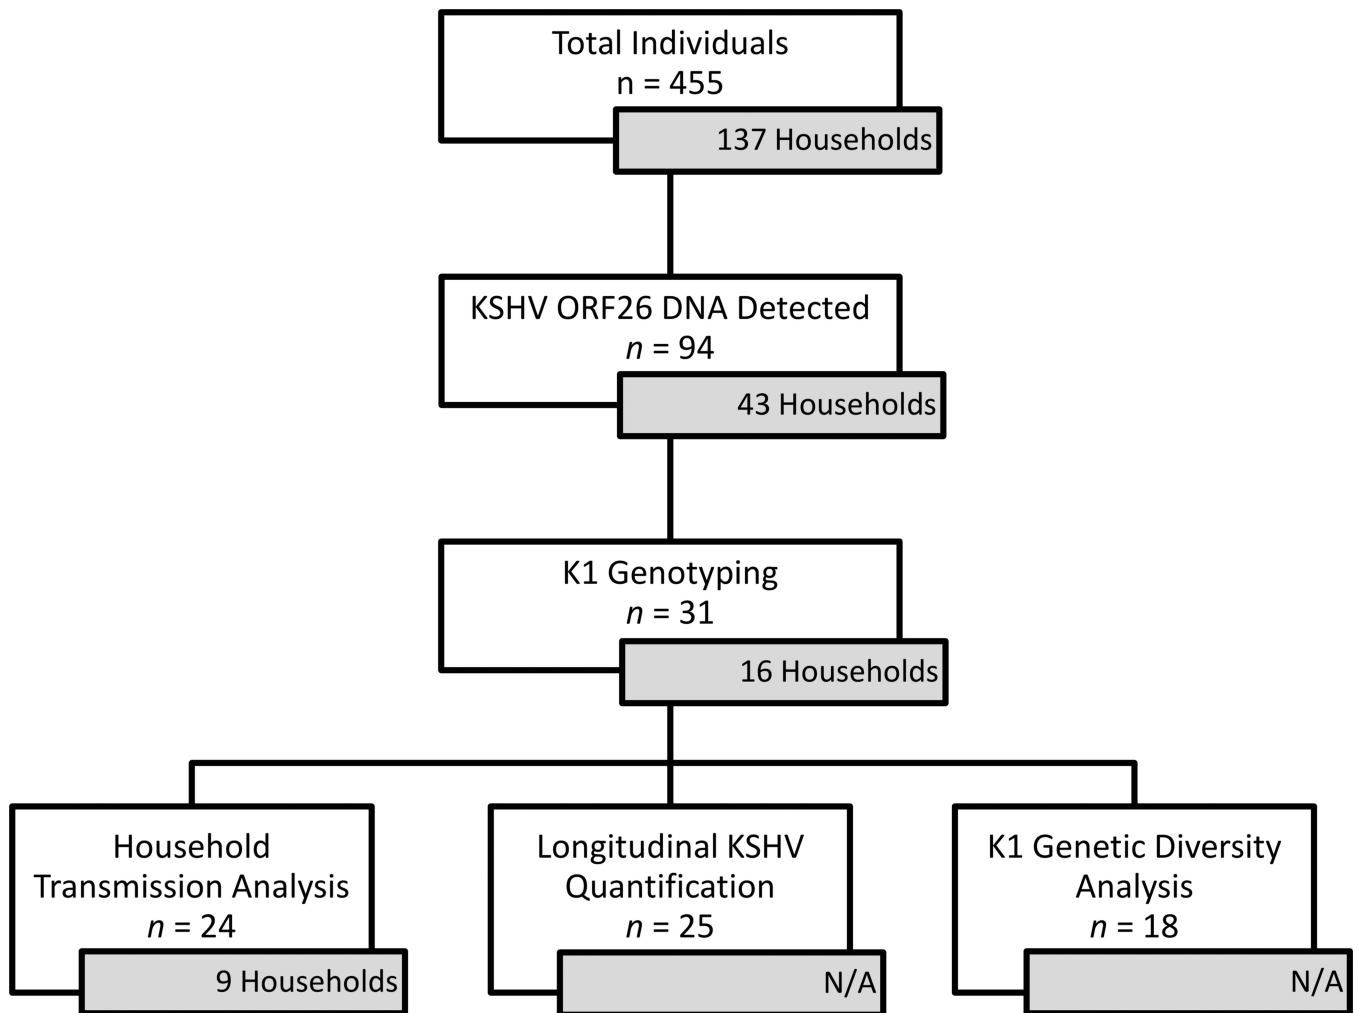 Total Individuals
n = 455
137 Households
KSHV ORF26 DNA Detected
n = 94
43 Households
K1 Genotyping
n = 31
16 Households
Household
Transmission Analysis
n = 24
9 Households
Longitudinal KSHV
Quantification
n = 25
N/A
K1 Genetic Diversity
Analysis
n = 18
N/A